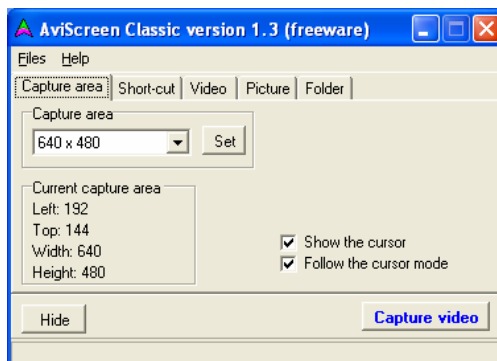 AviScreen Classic version 1.3 (freeware)
Files Help
Capture area Short-cut Video Picture Folder
Capture area
640 x 480 Set
Current capture area
Left: 192
Top: 144
Width: 640
Height: 480
Show the cursor
Follow the cursor mode
Hide Capture video